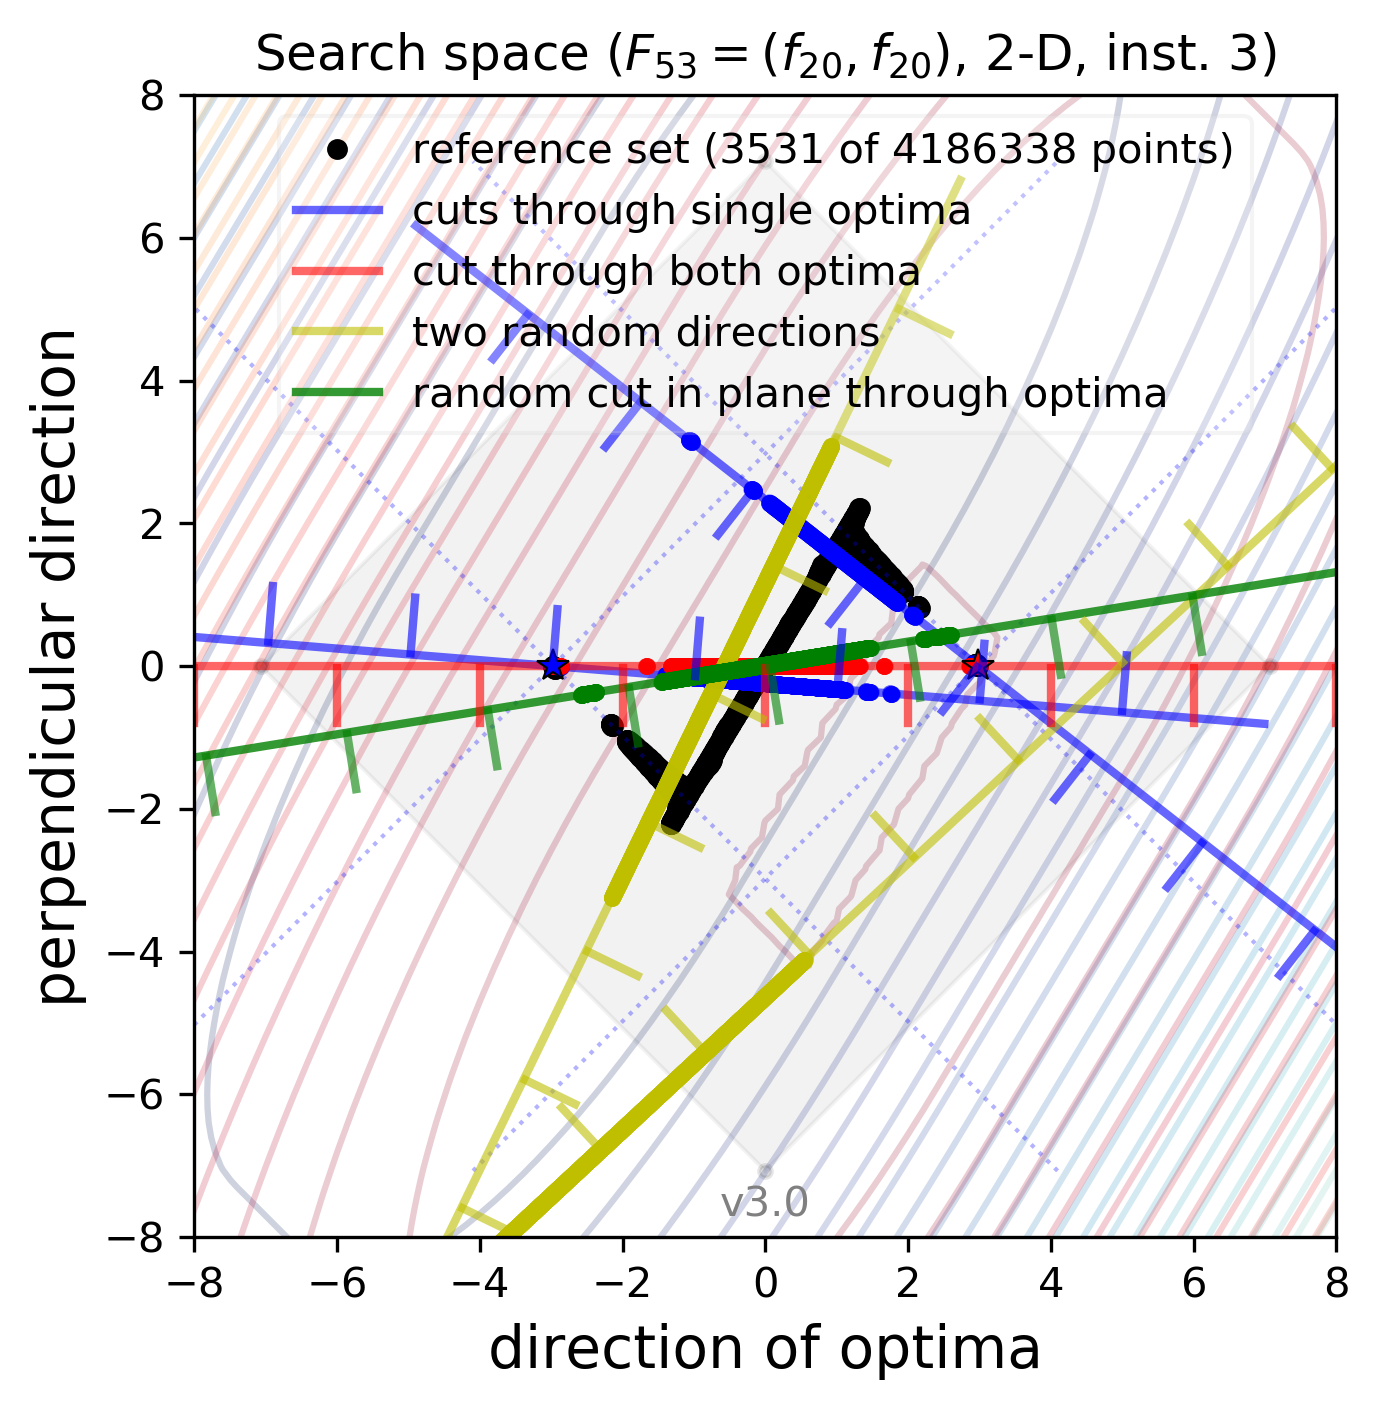 Search space (F₅₃ = (f₂₀, f₂₀), 2-D, inst. 3)
reference set (3531 of 4186338 points)
cuts through single optima
cut through both optima
two random directions
random cut in plane through optima
8
6
4
2
0
−2
−4
−6
−8
perpendicular direction
v3.0
−8 −6 −4 −2 0 2 4 6 8
direction of optima